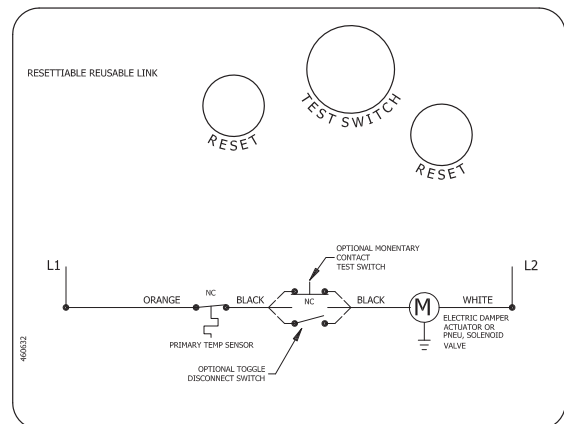 RESETTIABLE REUSABLE LINK
TEST SWITCH
RESET
RESET
OPTIONAL MONENTARY
CONTACT
TEST SWITCH
L1
L2
ORANGE
NC
BLACK
NC
BLACK
M
WHITE
PRIMARY TEMP SENSOR
ELECTRIC DAMPER
ACTUATOR OR
PNEU, SOLENOID
VALVE
OPTIONAL TOGGLE
DISCONNECT SWITCH
460632